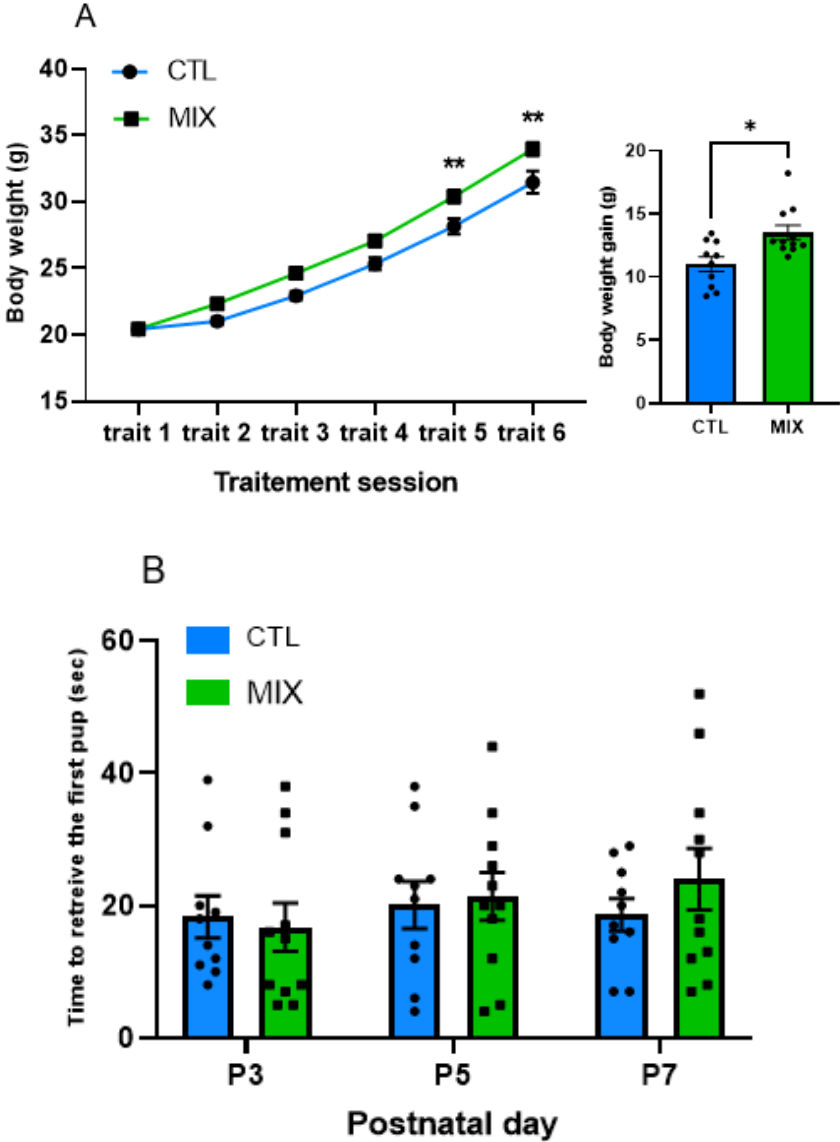 A
CTL
MIX
Body weight (g)
40
35
30
25
20
15
**
**
trait 1 trait 2 trait 3 trait 4 trait 5 trait 6
Traitement session
Body weight gain (g)
20
15
10
5
0
*
CTL MIX
B
CTL
MIX
Time to retreive the first pup (sec)
60
40
20
0
P3 P5 P7
Postnatal day